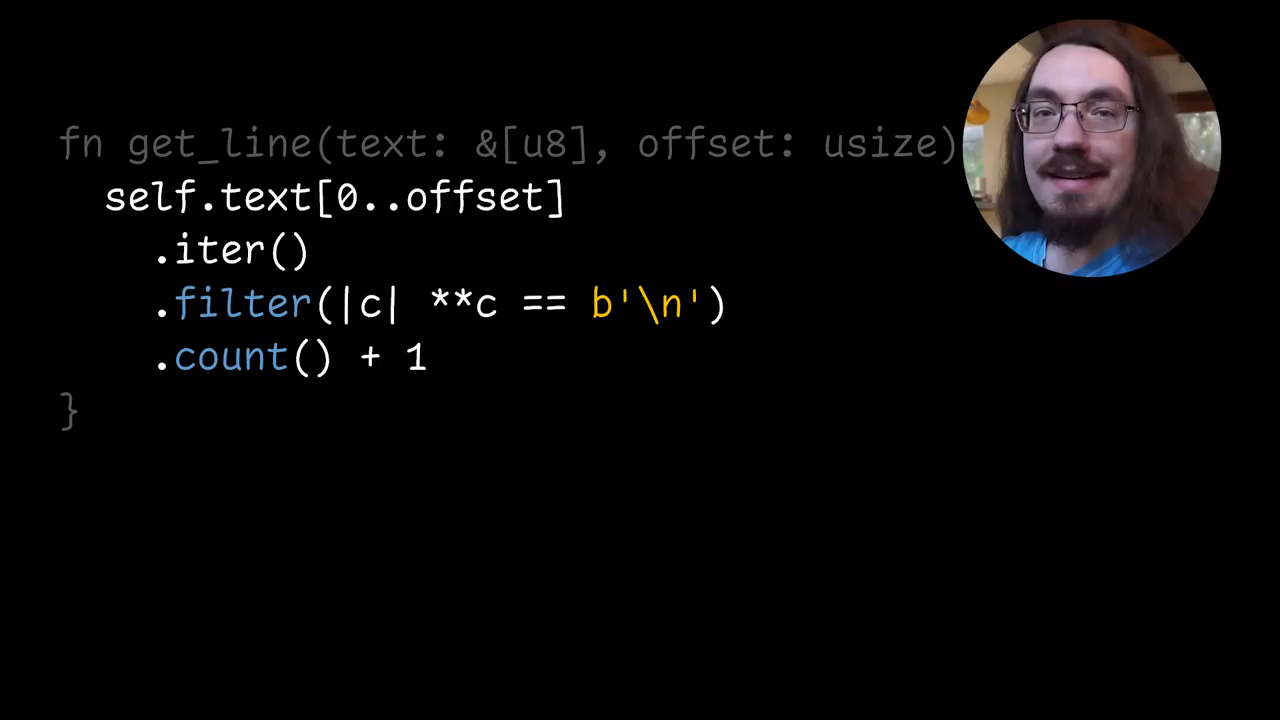 fn get_line(text: &[u8], offset: usize)
self.text[0..offset]
.iter()
.filter(|c| **c == b'\n')
.count() + 1
}